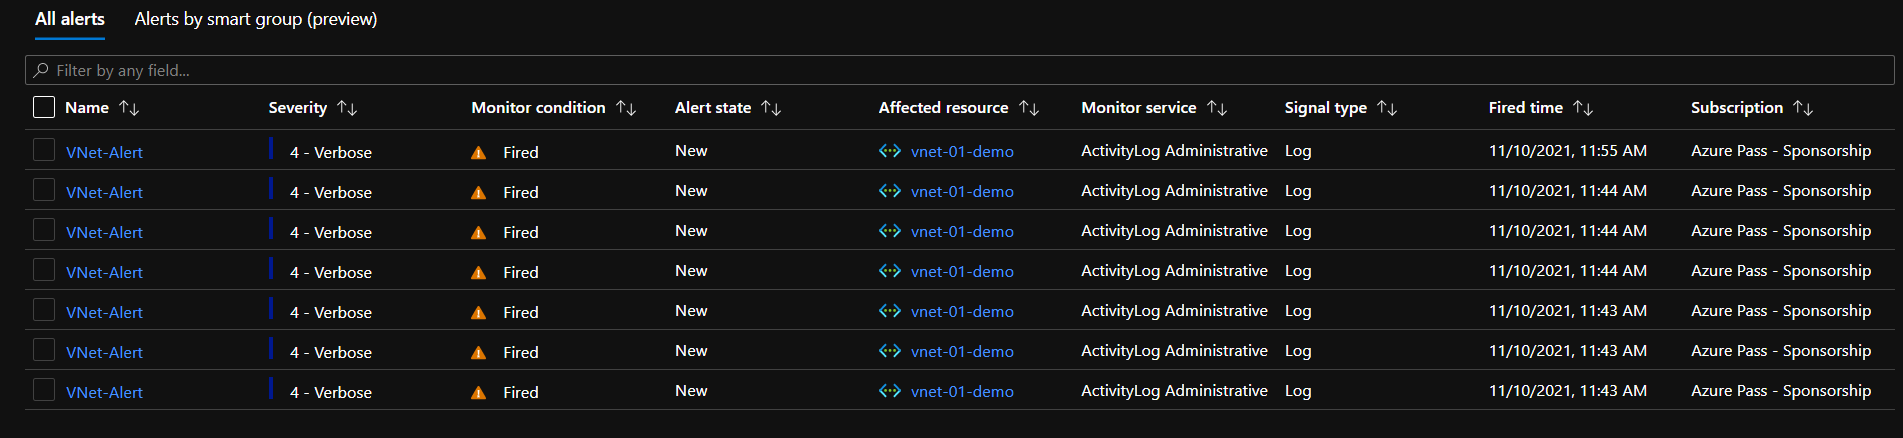 All alerts Alerts by smart group (preview)
Filter by any field...
Name ↑↓ Severity ↑↓ Monitor condition ↑↓ Alert state ↑↓ Affected resource ↑↓ Monitor service ↑↓ Signal type ↑↓ Fired time ↑↓ Subscription ↑↓
VNet-Alert 4 - Verbose Fired New vnet-01-demo ActivityLog Administrative Log 11/10/2021, 11:55 AM Azure Pass - Sponsorship
VNet-Alert 4 - Verbose Fired New vnet-01-demo ActivityLog Administrative Log 11/10/2021, 11:44 AM Azure Pass - Sponsorship
VNet-Alert 4 - Verbose Fired New vnet-01-demo ActivityLog Administrative Log 11/10/2021, 11:44 AM Azure Pass - Sponsorship
VNet-Alert 4 - Verbose Fired New vnet-01-demo ActivityLog Administrative Log 11/10/2021, 11:44 AM Azure Pass - Sponsorship
VNet-Alert 4 - Verbose Fired New vnet-01-demo ActivityLog Administrative Log 11/10/2021, 11:43 AM Azure Pass - Sponsorship
VNet-Alert 4 - Verbose Fired New vnet-01-demo ActivityLog Administrative Log 11/10/2021, 11:43 AM Azure Pass - Sponsorship
VNet-Alert 4 - Verbose Fired New vnet-01-demo ActivityLog Administrative Log 11/10/2021, 11:43 AM Azure Pass - Sponsorship